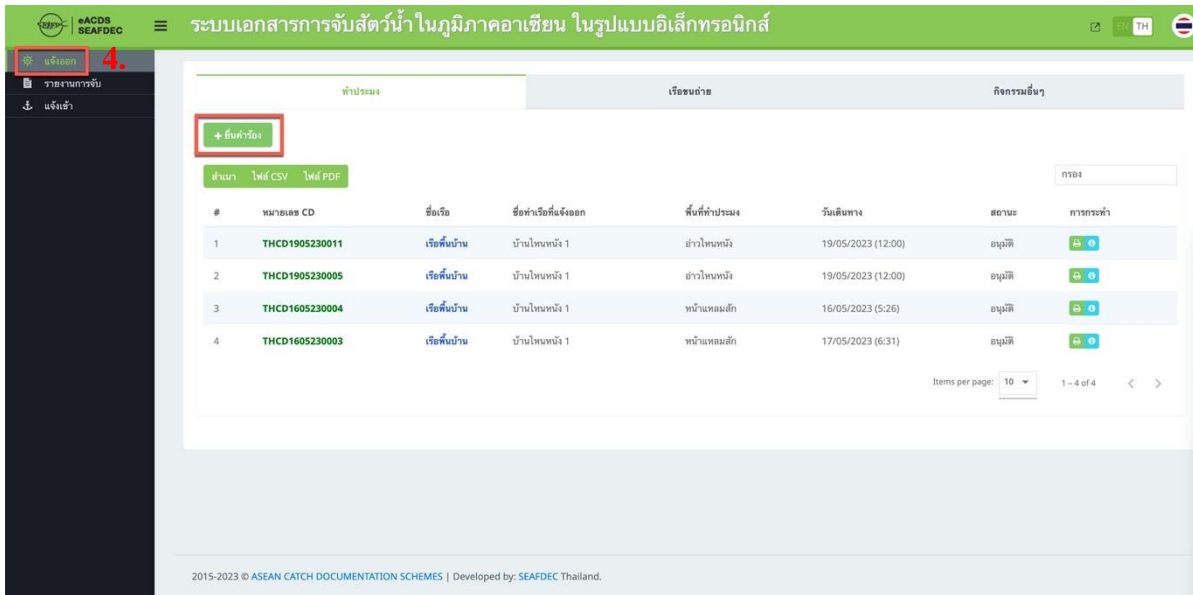 eACDS
SEAFDEC
ระบบเอกสารการจับสัตว์น้ำในภูมิภาคอาเซียน ในรูปแบบอิเล็กทรอนิกส์
EN TH
แจ้งออก 4.
รายงานการจับ
แจ้งเข้า
ทำประมง เรือขนถ่าย กิจกรรมอื่นๆ
+ ยื่นคำร้อง
สำเนา ไฟล์ CSV ไฟล์ PDF กรอง
# หมายเลข CD ชื่อเรือ ชื่อท่าเรือที่แจ้งออก พื้นที่ทำประมง วันเดินทาง สถานะ การกระทำ
1 THCD1905230011 เรือพื้นบ้าน บ้านไหนหนัง 1 อ่าวไหนหนัง 19/05/2023 (12:00) อนุมัติ
2 THCD1905230005 เรือพื้นบ้าน บ้านไหนหนัง 1 อ่าวไหนหนัง 19/05/2023 (12:00) อนุมัติ
3 THCD1605230004 เรือพื้นบ้าน บ้านไหนหนัง 1 หน้าแหลมสัก 16/05/2023 (5:26) อนุมัติ
4 THCD1605230003 เรือพื้นบ้าน บ้านไหนหนัง 1 หน้าแหลมสัก 17/05/2023 (6:31) อนุมัติ
Items per page: 10 1 – 4 of 4
2015-2023 © ASEAN CATCH DOCUMENTATION SCHEMES | Developed by: SEAFDEC Thailand.